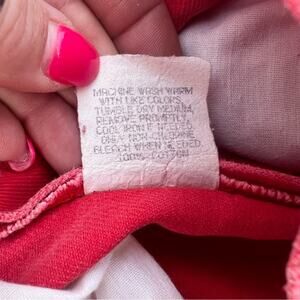 MACHINE WASH WARM
WITH LIKE COLORS.
TUMBLE DRY MEDIUM,
REMOVE PROMPTLY.
COOL IRON IF NEEDED.
ONLY NON-CHLORINE
BLEACH WHEN NEEDED.
100% COTTON